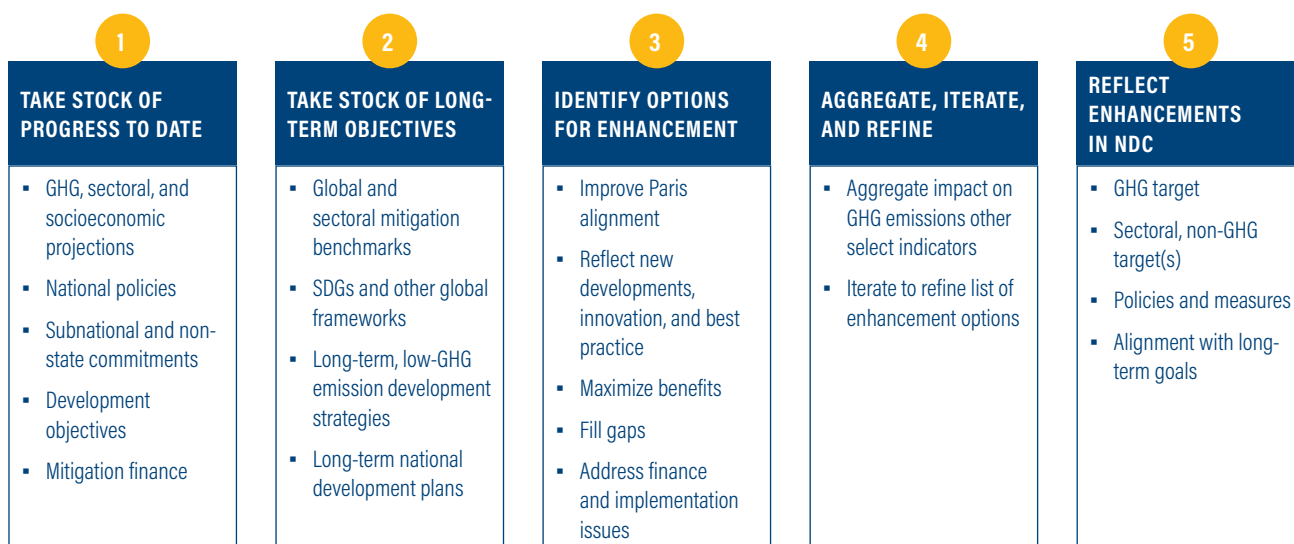 1
TAKE STOCK OF
PROGRESS TO DATE
▪ GHG, sectoral, and
socioeconomic
projections
▪ National policies
▪ Subnational and non-
state commitments
▪ Development
objectives
▪ Mitigation finance
2
TAKE STOCK OF LONG-
TERM OBJECTIVES
▪ Global and
sectoral mitigation
benchmarks
▪ SDGs and other global
frameworks
▪ Long-term, low-GHG
emission development
strategies
▪ Long-term national
development plans
3
IDENTIFY OPTIONS
FOR ENHANCEMENT
▪ Improve Paris
alignment
▪ Reflect new
developments,
innovation, and best
practice
▪ Maximize benefits
▪ Fill gaps
▪ Address finance
and implementation
issues
4
AGGREGATE, ITERATE,
AND REFINE
▪ Aggregate impact on
GHG emissions other
select indicators
▪ Iterate to refine list of
enhancement options
5
REFLECT
ENHANCEMENTS
IN NDC
▪ GHG target
▪ Sectoral, non-GHG
target(s)
▪ Policies and measures
▪ Alignment with long-
term goals